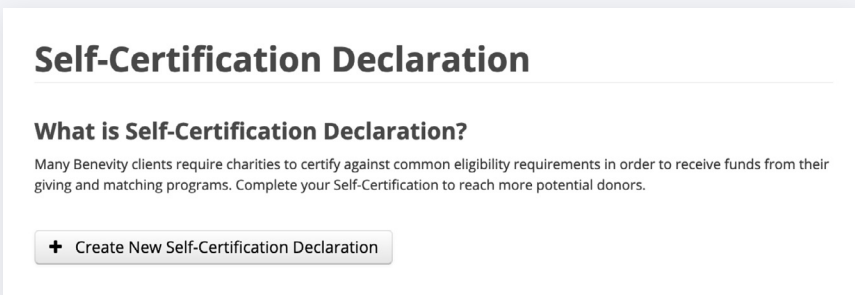 Self-Certification Declaration
What is Self-Certification Declaration?
Many Benevity clients require charities to certify against common eligibility requirements in order to receive funds from their
giving and matching programs. Complete your Self-Certification to reach more potential donors.
+ Create New Self-Certification Declaration